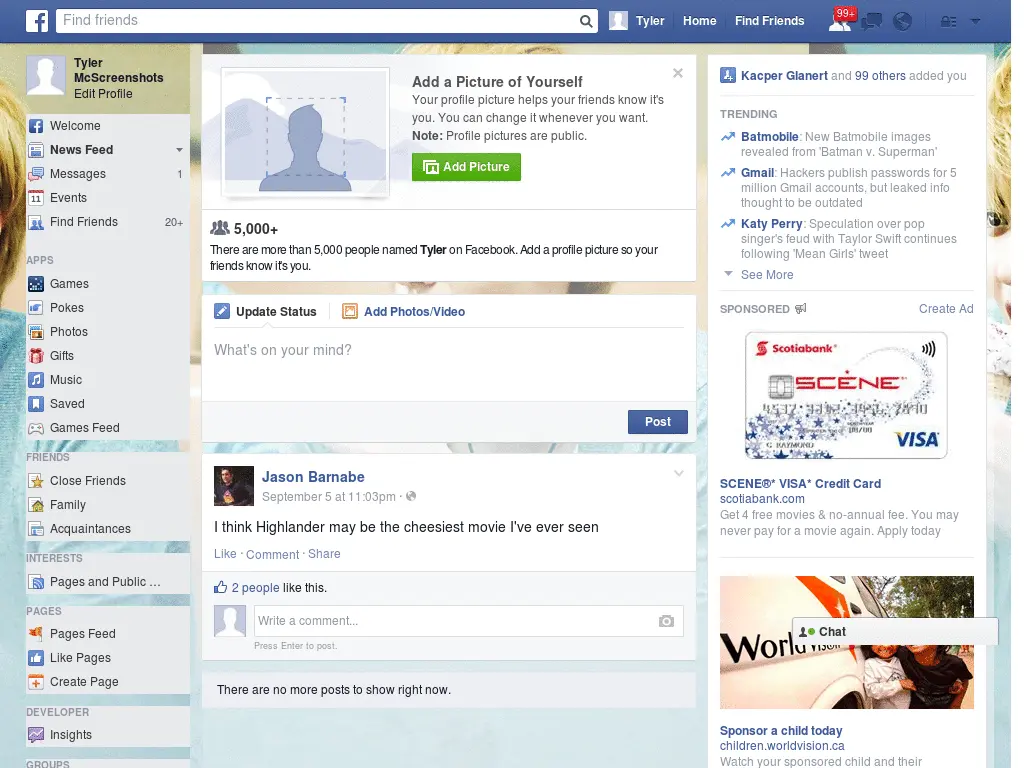 Find friends
Tyler
Home
Find Friends
99+
Tyler
McScreenshots
Edit Profile
Welcome
News Feed
Messages
1
11
Events
Find Friends
20+
APPS
Games
Pokes
Photos
Gifts
Music
Saved
Games Feed
FRIENDS
Close Friends
Family
Acquaintances
INTERESTS
Pages and Public ...
PAGES
Pages Feed
Like Pages
Create Page
DEVELOPER
Insights
GROUPS
Add a Picture of Yourself
Your profile picture helps your friends know it's
you. You can change it whenever you want.
Note: Profile pictures are public.
Add Picture
5,000+
There are more than 5,000 people named Tyler on Facebook. Add a profile picture so your
friends know it's you.
Update Status
Add Photos/Video
What's on your mind?
Post
Jason Barnabe
September 5 at 11:03pm ·
I think Highlander may be the cheesiest movie I've ever seen
Like · Comment · Share
2 people like this.
Write a comment...
Press Enter to post.
There are no more posts to show right now.
Kacper Glanert and 99 others added you
TRENDING
Batmobile: New Batmobile images
revealed from 'Batman v. Superman'
Gmail: Hackers publish passwords for 5
million Gmail accounts, but leaked info
thought to be outdated
Katy Perry: Speculation over pop
singer's feud with Taylor Swift continues
following 'Mean Girls' tweet
See More
SPONSORED
Create Ad
Scotiabank
SCÈNE
VISA
SCENE®* VISA* Credit Card
scotiabank.com
Get 4 free movies & no-annual fee. You may
never pay for a movie again. Apply today
World Vision
Chat
Sponsor a child today
children.worldvision.ca
Watch your sponsored child and their